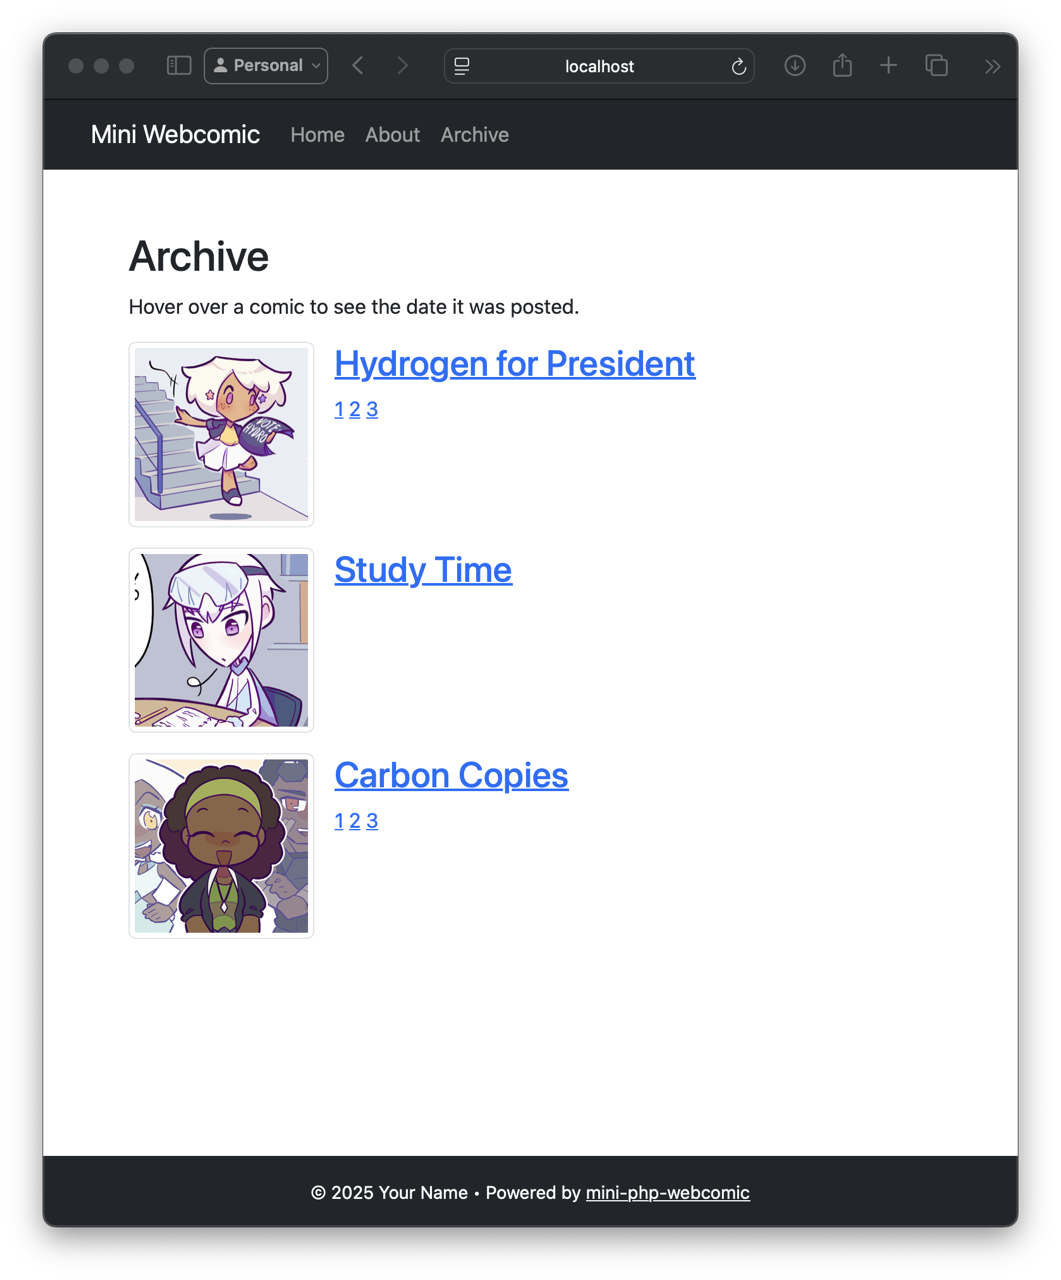 Personal
localhost
Mini Webcomic Home About Archive
Archive
Hover over a comic to see the date it was posted.
VOTE
HYDRO
Hydrogen for President
1 2 3
Study Time
Carbon Copies
1 2 3
© 2025 Your Name • Powered by mini-php-webcomic